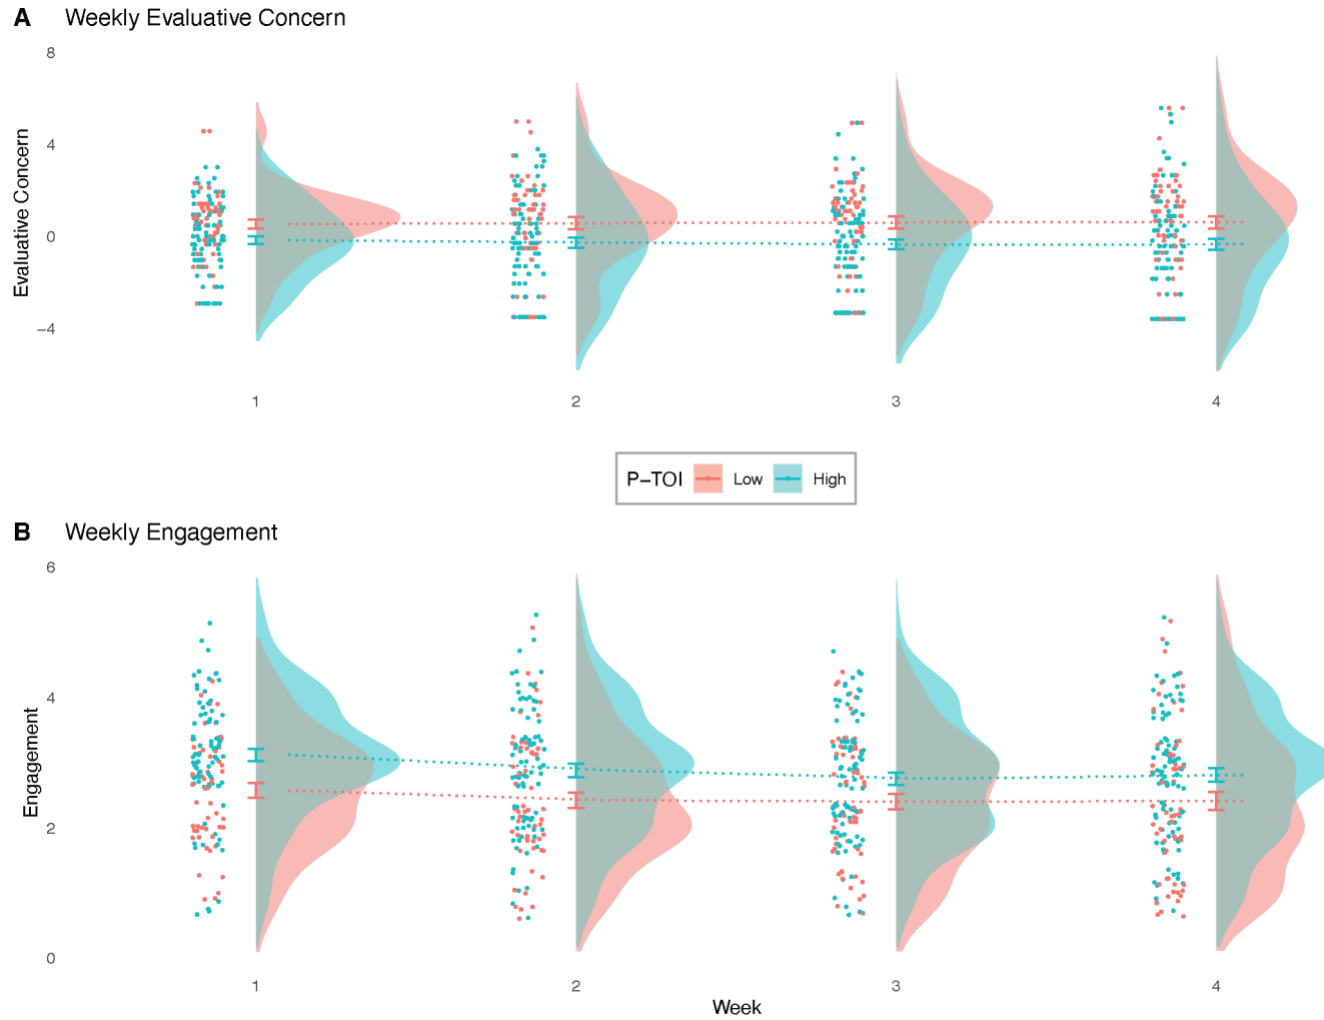 A Weekly Evaluative Concern
8
4
0
−4
Evaluative Concern
1 2 3 4
P−TOI Low High
B Weekly Engagement
6
4
2
0
Engagement
1 2 3 4
Week